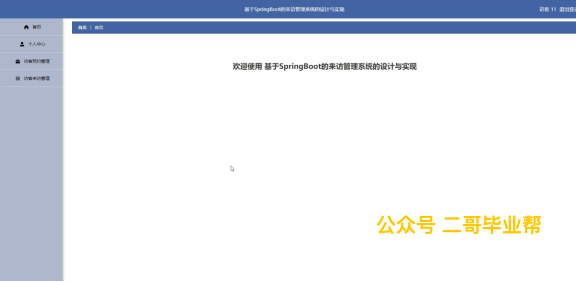 基于SpringBoot的来访管理系统的设计与实现
访客 11 退出登录
首页
个人中心
访客预约管理
访客来访管理
首页 | 首页
欢迎使用 基于SpringBoot的来访管理系统的设计与实现
公众号 二哥毕业帮